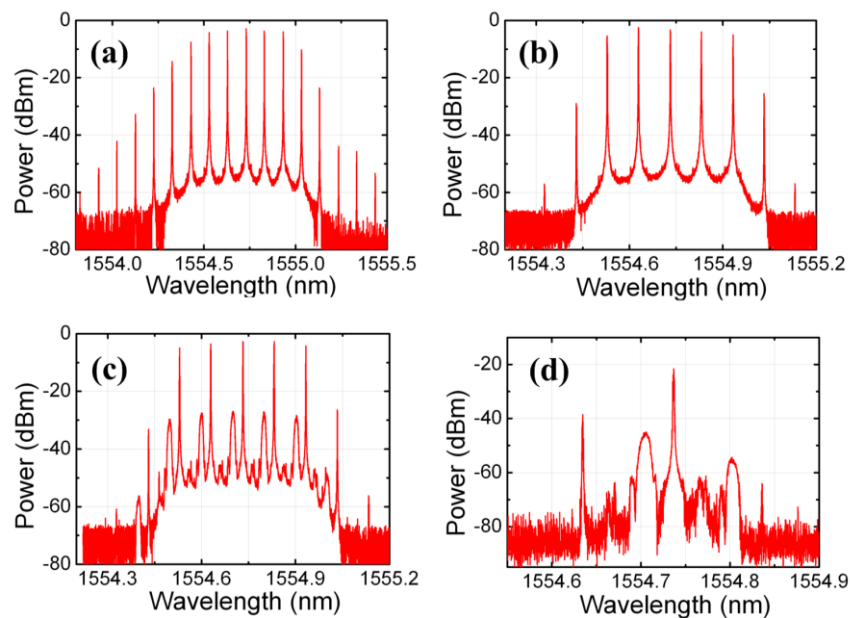 (a)
Power (dBm)
0
-20
-40
-60
-80
1554.0 1554.5 1555.0 1555.5
Wavelength (nm)
(b)
Power (dBm)
0
-20
-40
-60
-80
1554.3 1554.6 1554.9 1555.2
Wavelength (nm)
(c)
Power (dBm)
0
-20
-40
-60
-80
1554.3 1554.6 1554.9 1555.2
Wavelength (nm)
(d)
Power (dBm)
-20
-40
-60
-80
1554.6 1554.7 1554.8 1554.9
Wavelength (nm)